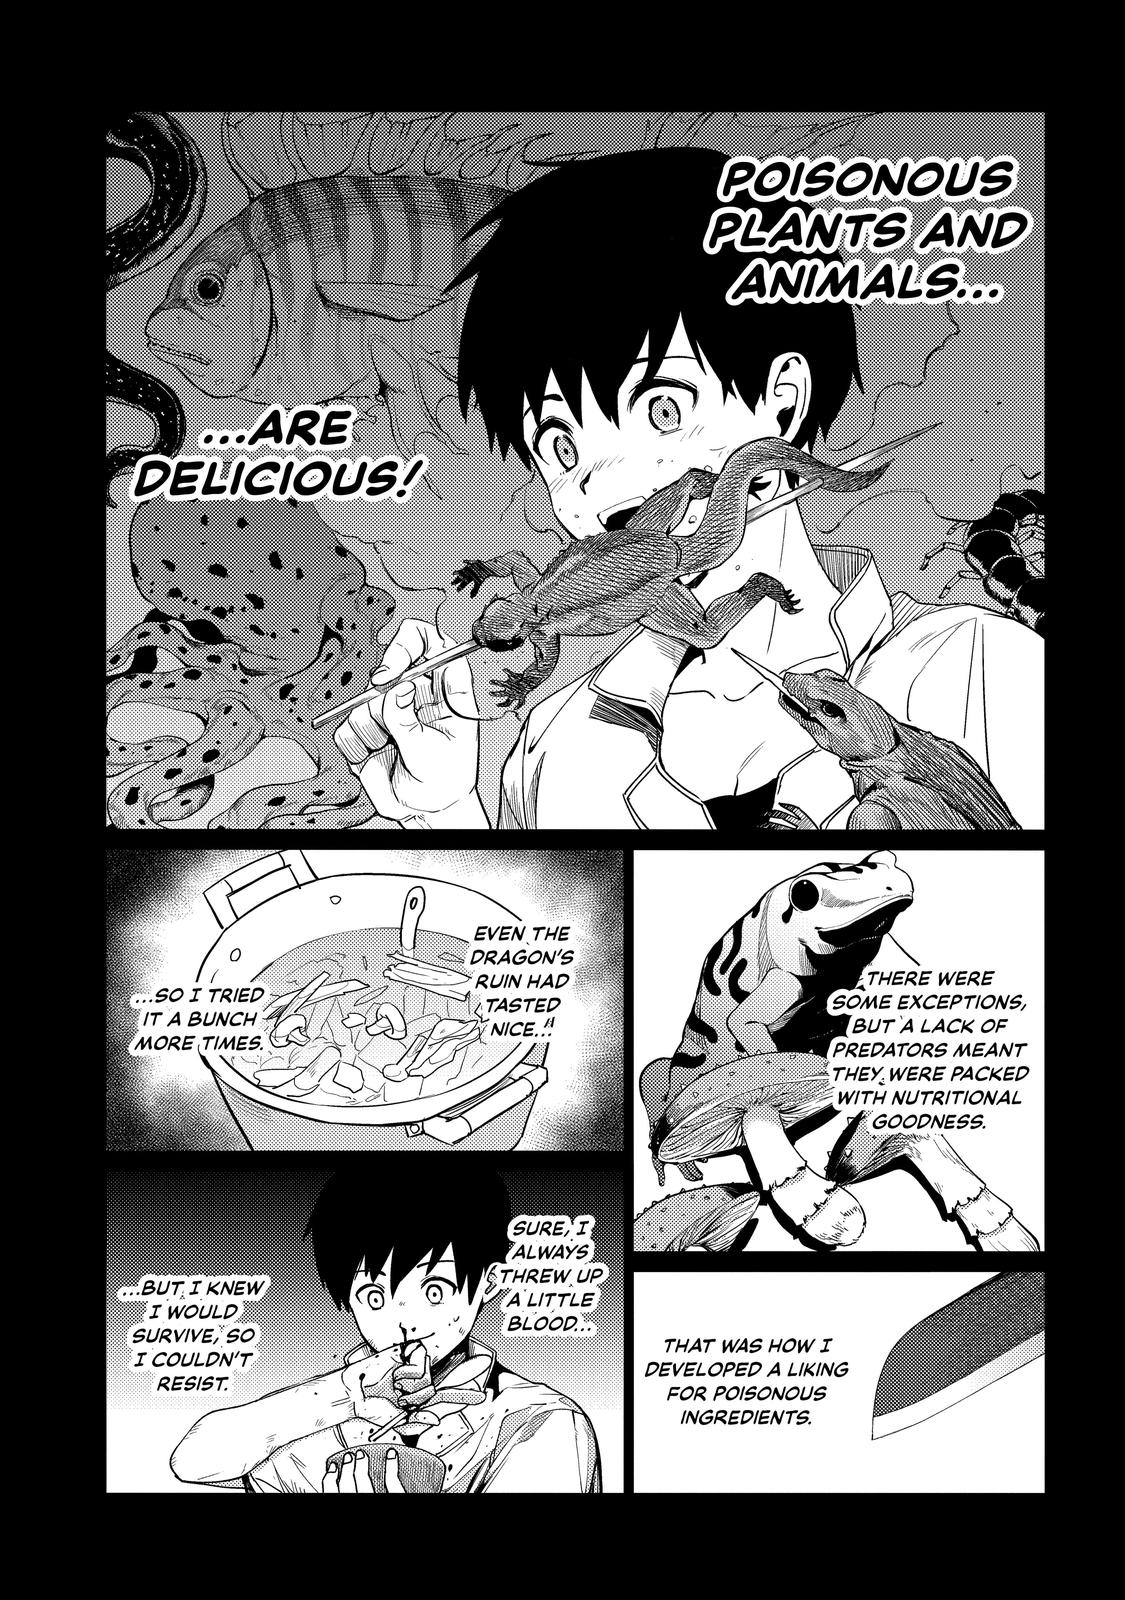 POISONOUS
PLANTS AND
ANIMALS...
...ARE
DELICIOUS!
THERE WERE
SOME EXCEPTIONS,
BUT A LACK OF
PREDATORS MEANT
THEY WERE PACKED
WITH NUTRITIONAL
GOODNESS.
EVEN THE
DRAGON'S
RUIN HAD
TASTED
NICE...
...SO I TRIED
IT A BUNCH
MORE TIMES.
SURE, I
ALWAYS
THREW UP
A LITTLE
BLOOD...
...BUT I KNEW
I WOULD
SURVIVE, SO
I COULDN'T
RESIST.
THAT WAS HOW I
DEVELOPED A LIKING
FOR POISONOUS
INGREDIENTS.